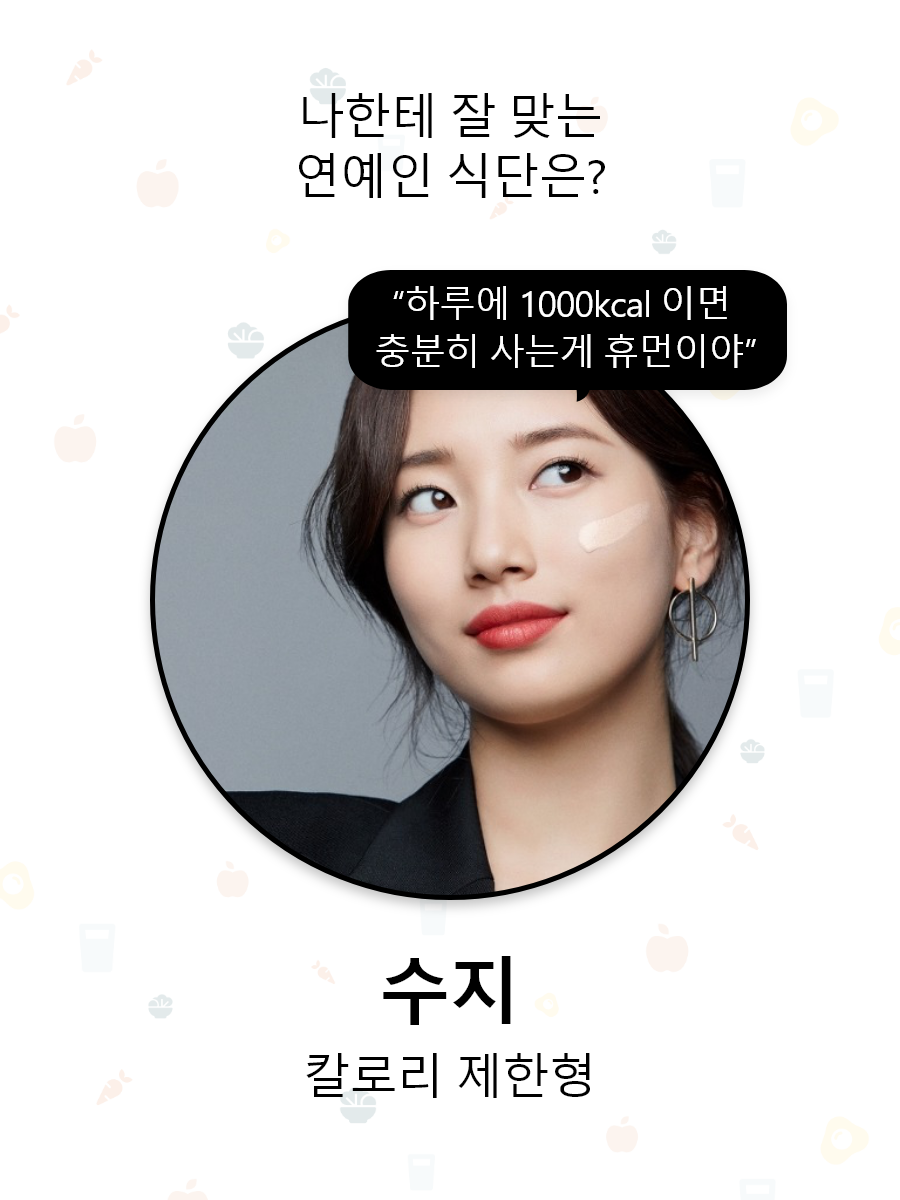 나한테 잘 맞는
연예인 식단은?
“하루에 1000kcal 이면
충분히 사는게 휴먼이야”
수지
칼로리 제한형